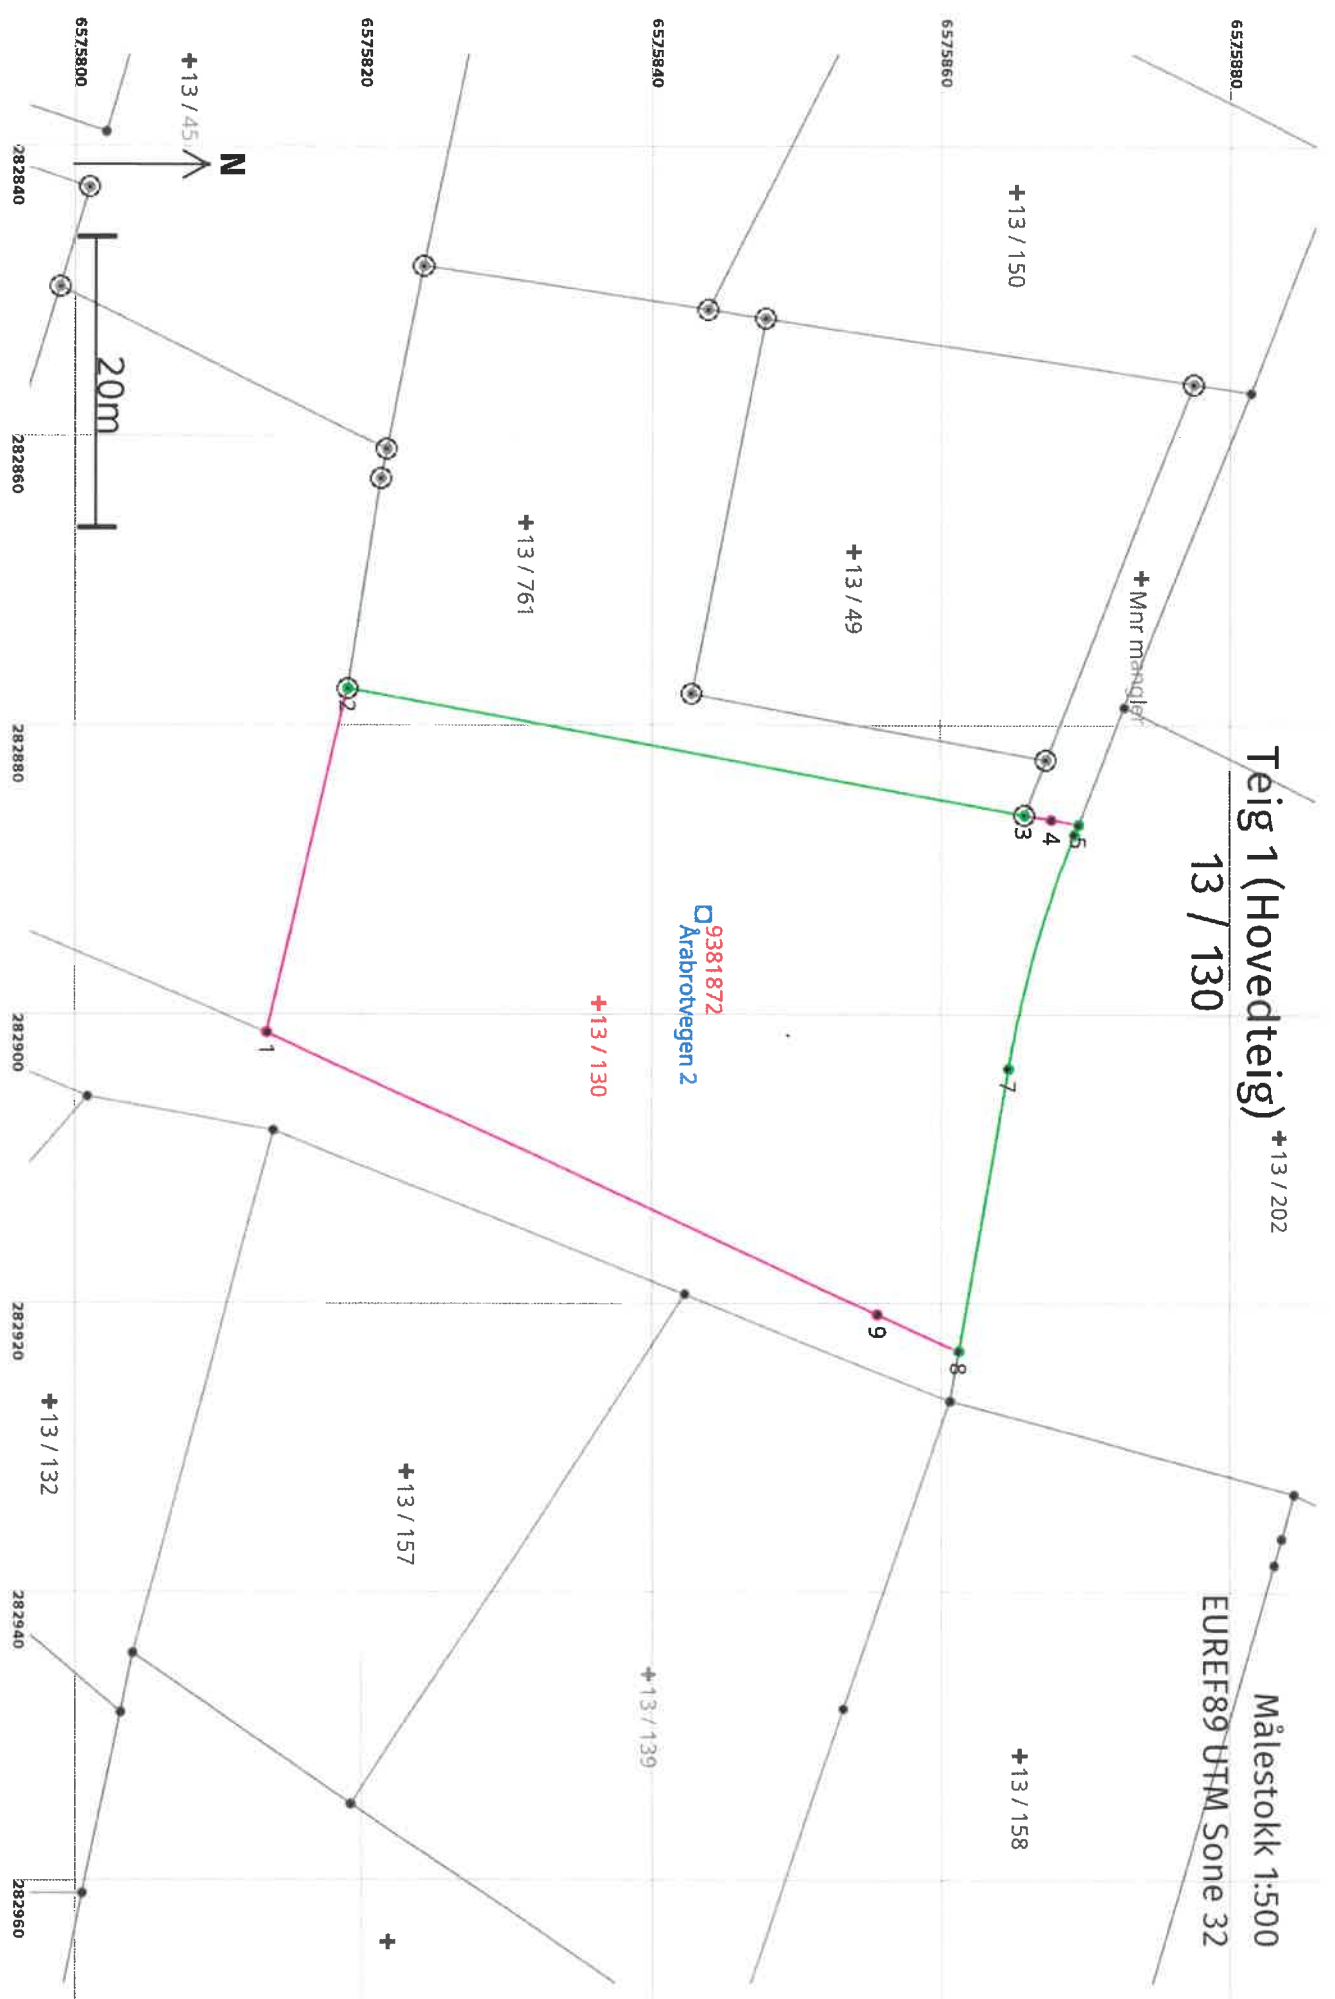 Målestokk 1:500
EUREF89 UTM Sone 32
Teig 1 (Hovedteig)
13 / 130
+13 / 202
6575880
6575860
6575840
6575820
6575800
+13 / 150
+Mnr mangler
+13 / 49
+13 / 761
+13 / 45
N
20m
5
4
3
2
1
7
8
9
9381872
Årabrotvegen 2
+13 / 130
+13 / 158
+13 / 139
+13 / 157
+13 / 132
+
282840
282860
282880
282900
282920
282940
282960